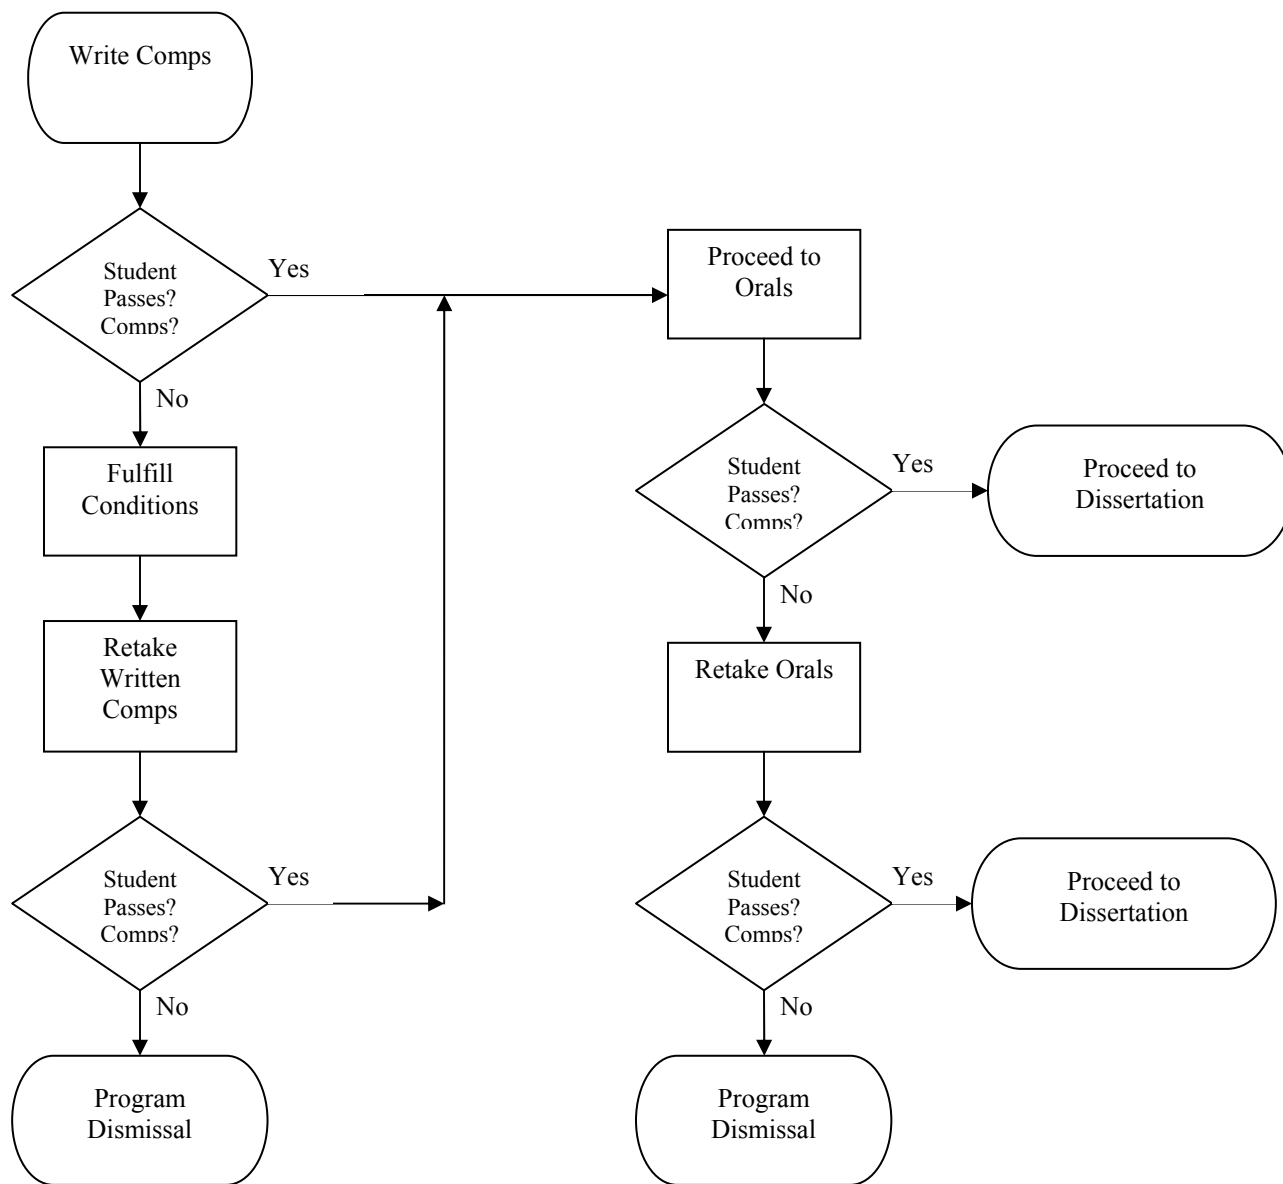 Write Comps
Student
Passes?
Comps?
Yes
No
Fulfill
Conditions
Retake
Written
Comps
Student
Passes?
Comps?
Yes
No
Program
Dismissal
Proceed to
Orals
Student
Passes?
Comps?
Yes
Proceed to
Dissertation
No
Retake Orals
Student
Passes?
Comps?
Yes
Proceed to
Dissertation
No
Program
Dismissal